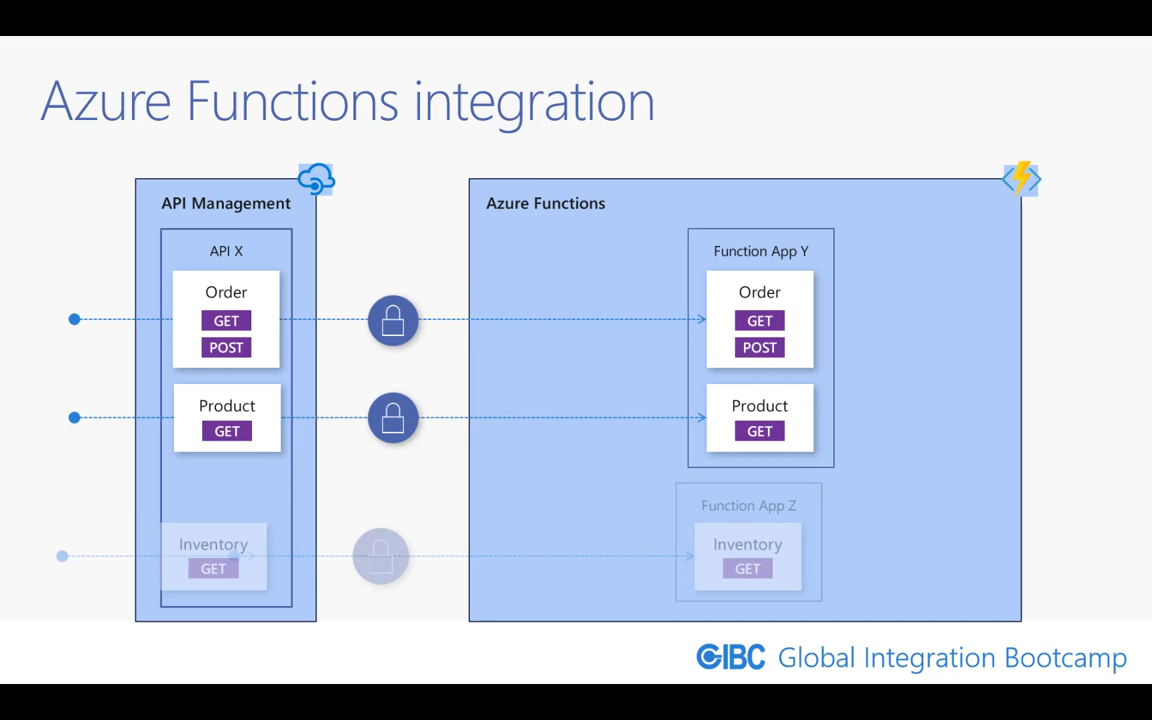 Azure Functions integration
API Management
API X
Order
GET
POST
Product
GET
Inventory
GET
Azure Functions
Function App Y
Order
GET
POST
Product
GET
Function App Z
Inventory
GET
GIBC Global Integration Bootcamp